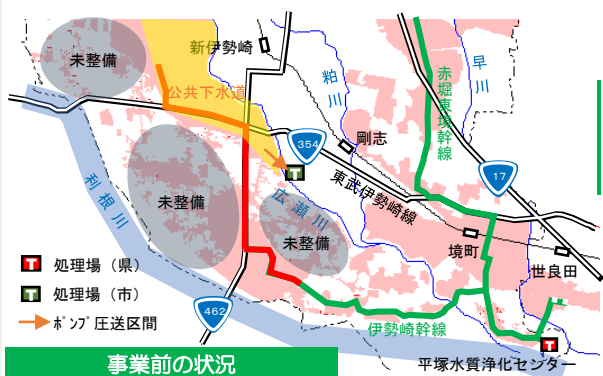 新伊勢崎
未整備
公共下水道
粕川
早川
赤堀東境幹線
剛志
354
17
東武伊勢崎線
利根川
未整備
広瀬川
未整備
境町
世良田
T 処理場(県)
T 処理場(市)
ポンプ圧送区間
462
伊勢崎幹線
平塚水質浄化センター
事業前の状況